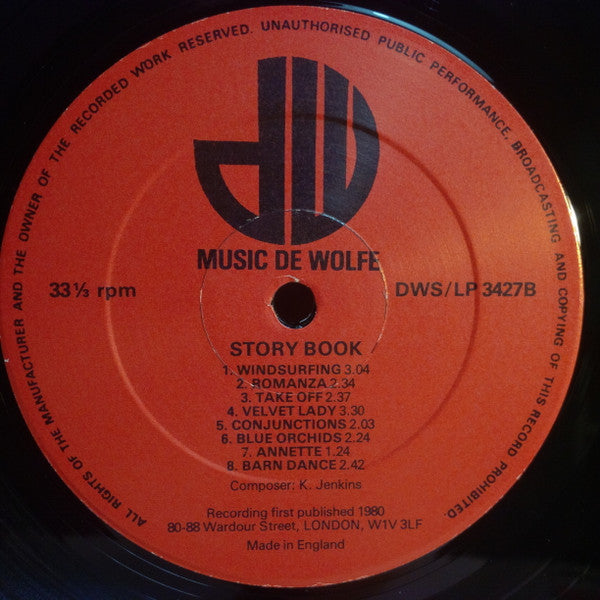 ALL RIGHTS OF THE MANUFACTURER AND THE OWNER OF THE RECORDED WORK RESERVED. UNAUTHORISED PUBLIC PERFORMANCE, BROADCASTING AND COPYING OF THIS RECORD PROHIBITED.
MUSIC DE WOLFE
33⅓ rpm
DWS/LP 3427B
STORY BOOK
1. WINDSURFING 3.04
2. ROMANZA 2.34
3. TAKE OFF 2.37
4. VELVET LADY 3.30
5. CONJUNCTIONS 2.03
6. BLUE ORCHIDS 2.24
7. ANNETTE 1.24
8. BARN DANCE 2.42
Composer: K. Jenkins
Recording first published 1980
80-88 Wardour Street, LONDON, W1V 3LF
Made in England